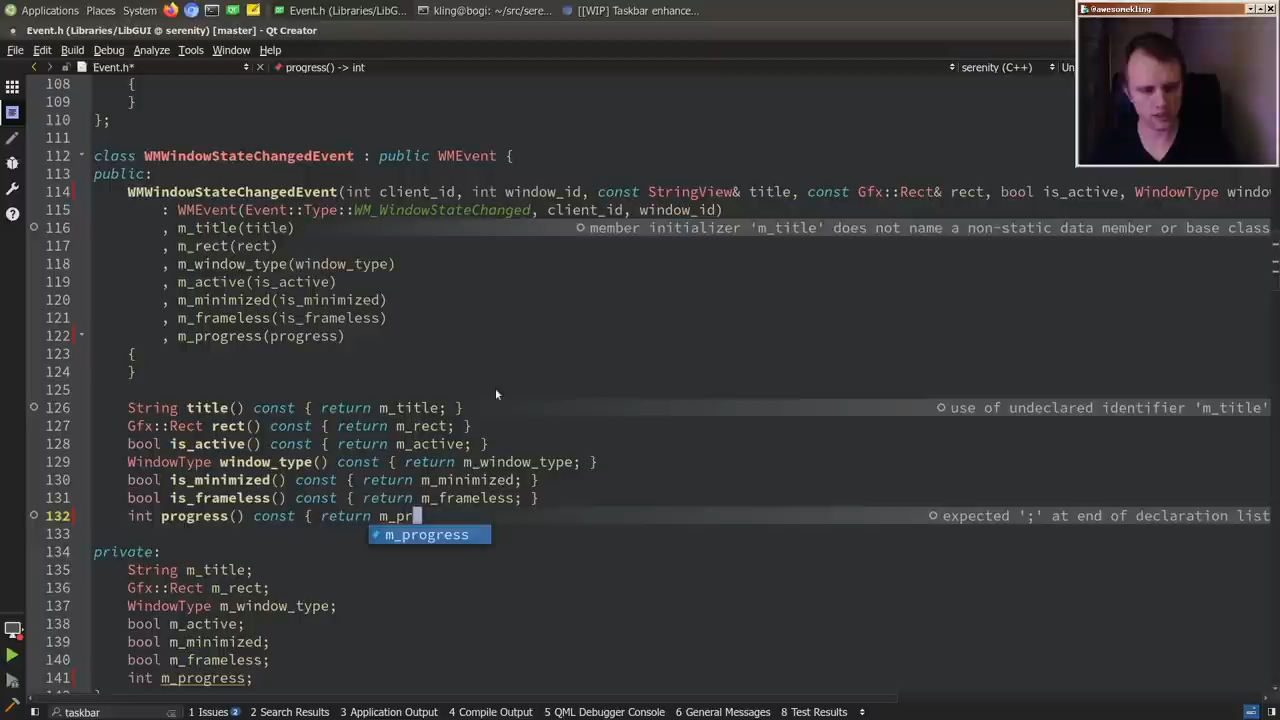 Applications Places System Event.h (Libraries/LibG... kling@bogi: ~/src/sere... [[WIP] Taskbar enhance...
@awesomekling
Event.h (Libraries/LibGUI @ serenity) [master] - Qt Creator
File Edit Build Debug Analyze Tools Window Help
Event.h* progress() -> int serenity (C++) Un
108 {
109 }
110 };
111
112 class WMWindowStateChangedEvent : public WMEvent {
113 public:
114 WMWindowStateChangedEvent(int client_id, int window_id, const StringView& title, const Gfx::Rect& rect, bool is_active, WindowType windo
115 : WMEvent(Event::Type::WM_WindowStateChanged, client_id, window_id)
116 , m_title(title) member initializer 'm_title' does not name a non-static data member or base class
117 , m_rect(rect)
118 , m_window_type(window_type)
119 , m_active(is_active)
120 , m_minimized(is_minimized)
121 , m_frameless(is_frameless)
122 , m_progress(progress)
123 {
124 }
125
126 String title() const { return m_title; } use of undeclared identifier 'm_title'
127 Gfx::Rect rect() const { return m_rect; }
128 bool is_active() const { return m_active; }
129 WindowType window_type() const { return m_window_type; }
130 bool is_minimized() const { return m_minimized; }
131 bool is_frameless() const { return m_frameless; }
132 int progress() const { return m_pr expected ';' at end of declaration list
133 m_progress
134 private:
135 String m_title;
136 Gfx::Rect m_rect;
137 WindowType m_window_type;
138 bool m_active;
139 bool m_minimized;
140 bool m_frameless;
141 int m_progress;
taskbar 1 Issues 2 2 Search Results 3 Application Output 4 Compile Output 5 QML Debugger Console 6 General Messages 8 Test Results